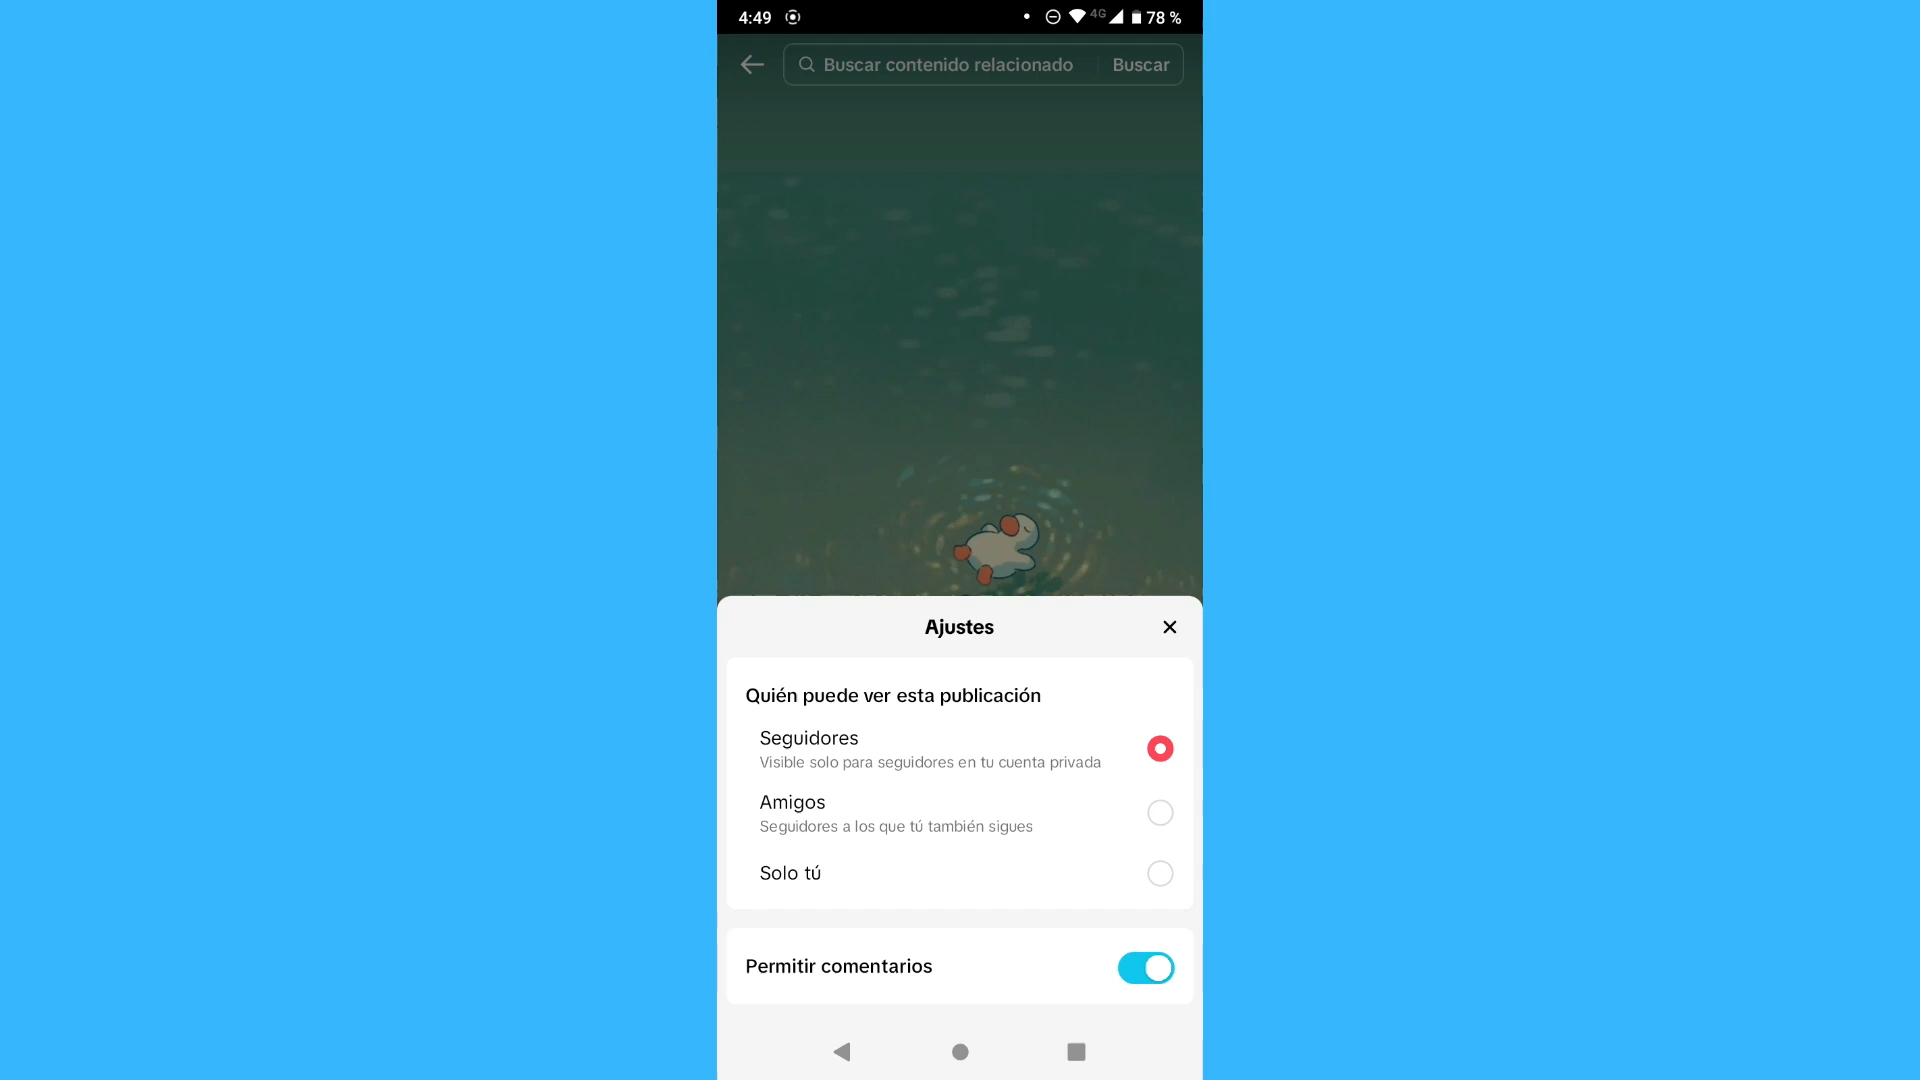 4:49
4G 78 %
Buscar contenido relacionado Buscar
Ajustes
Quién puede ver esta publicación
Seguidores
Visible solo para seguidores en tu cuenta privada
Amigos
Seguidores a los que tú también sigues
Solo tú
Permitir comentarios